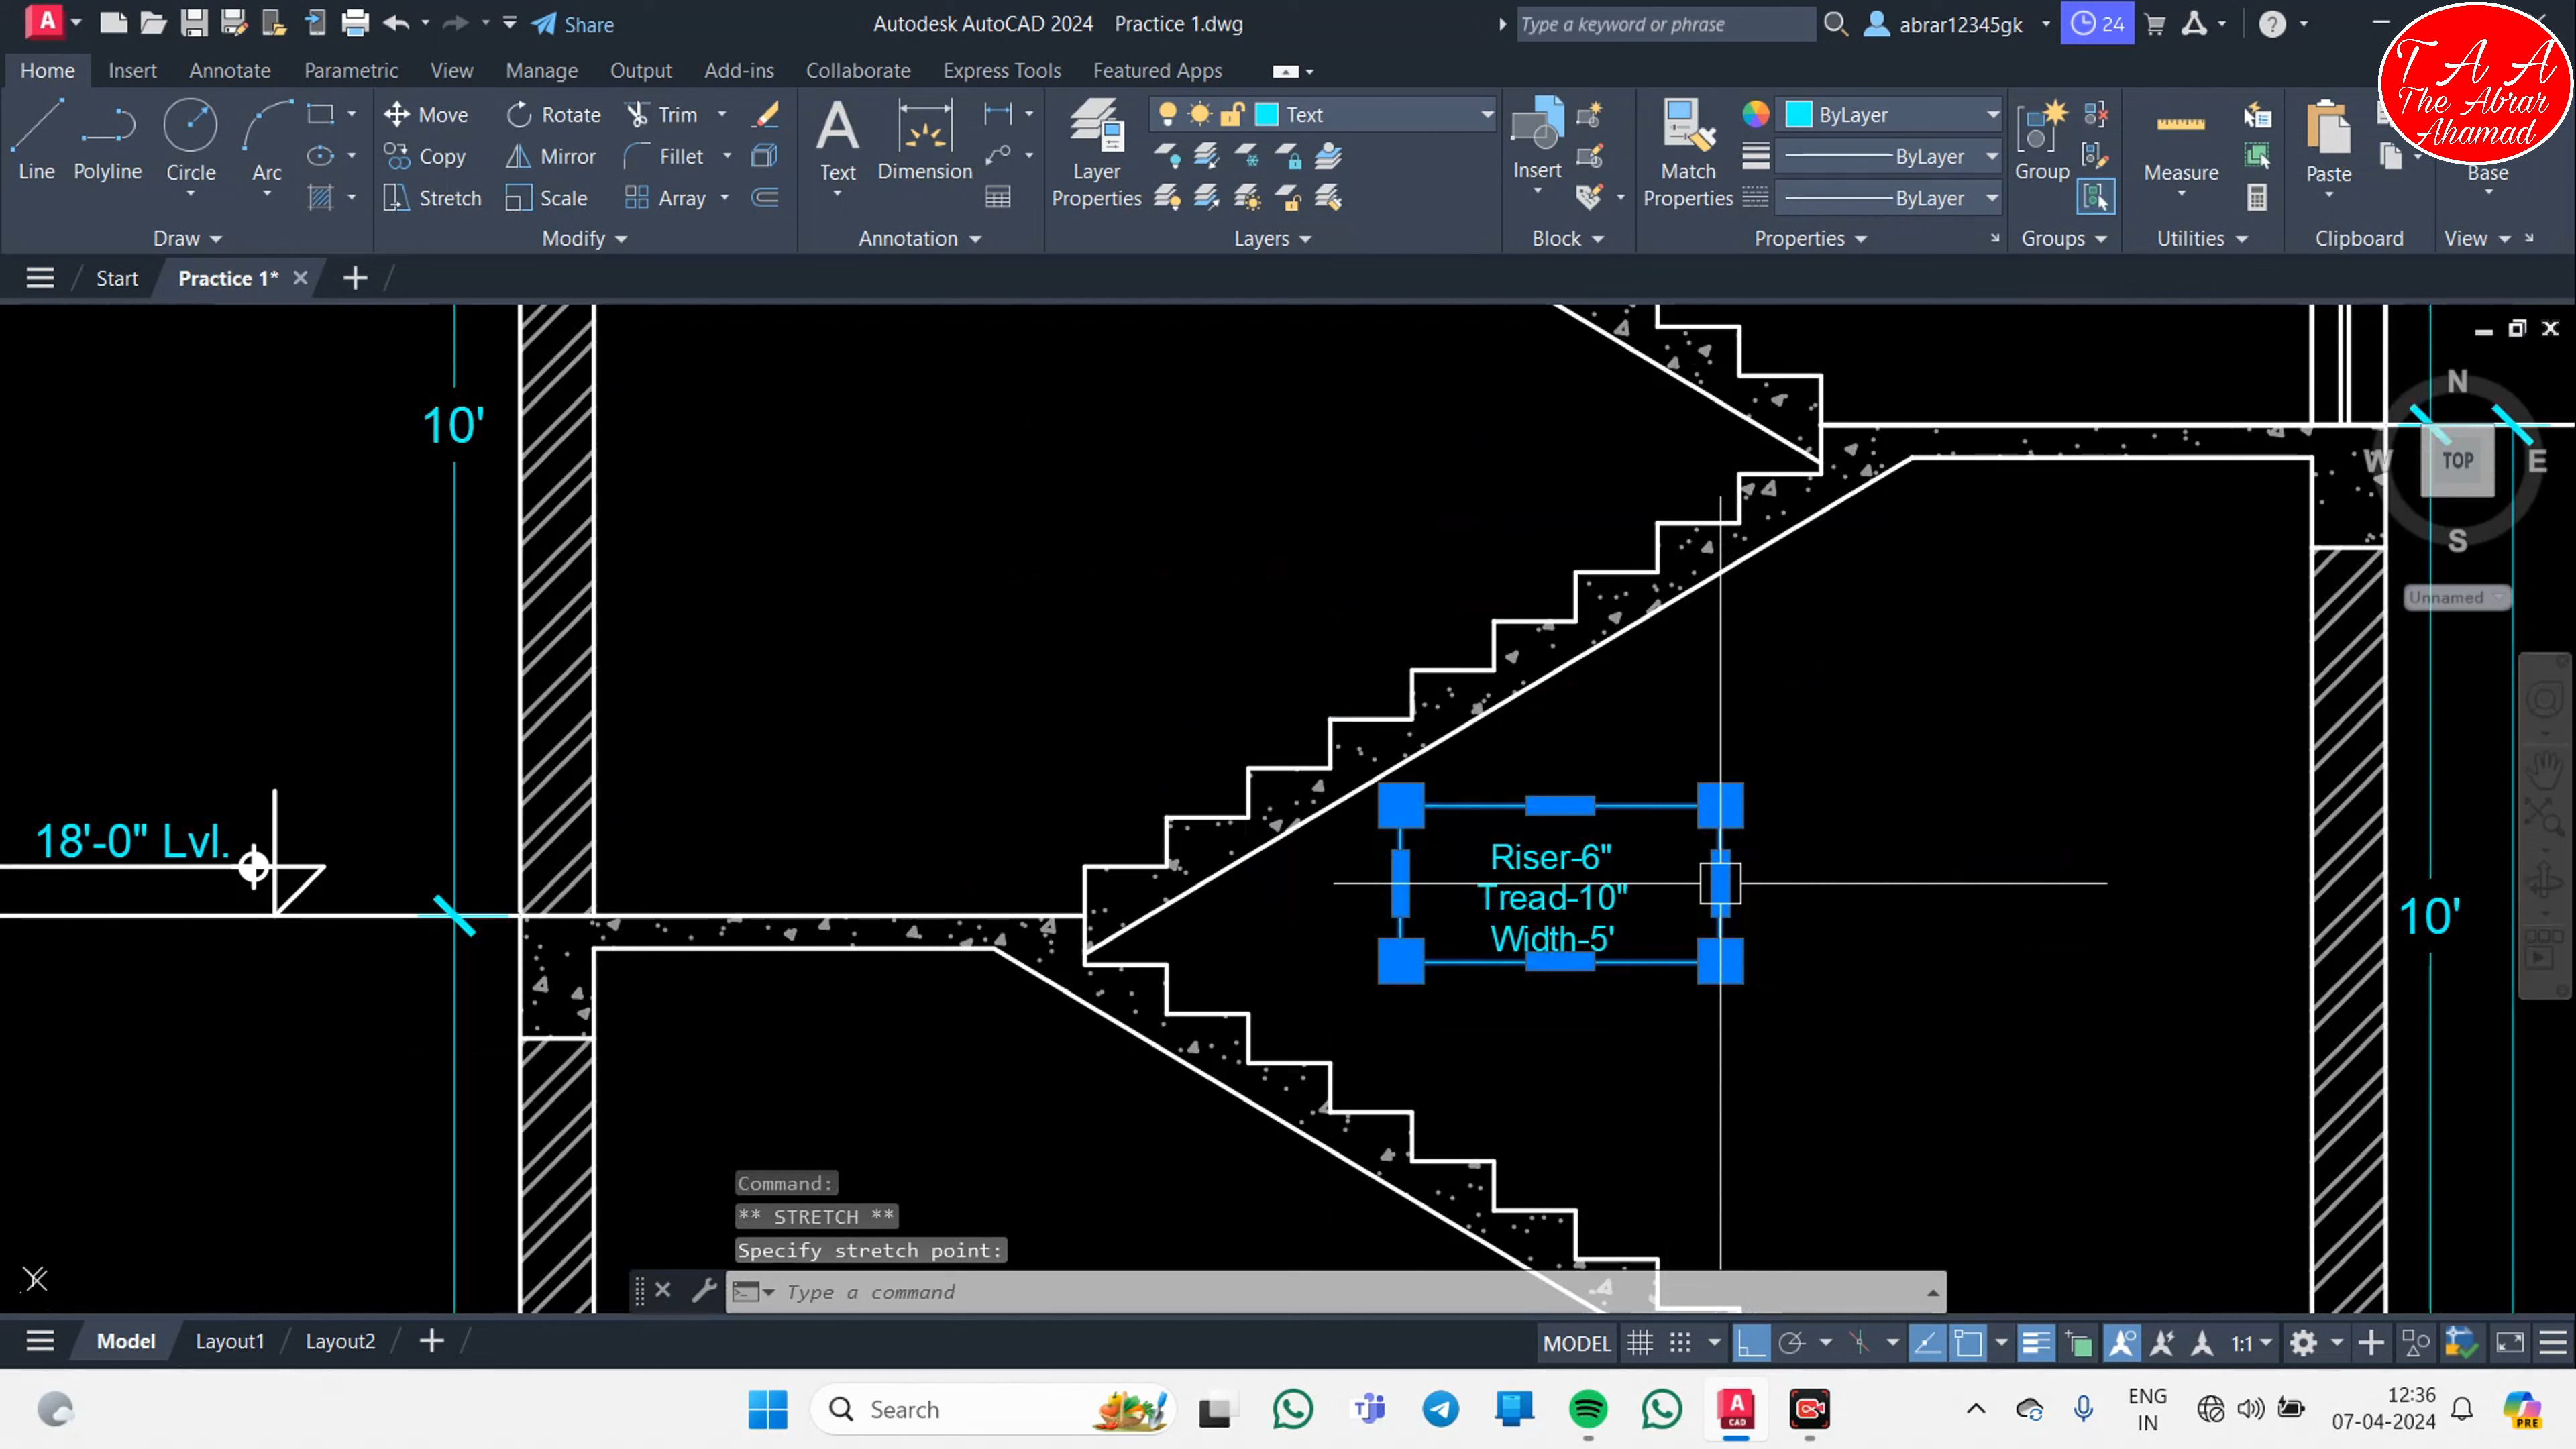 Share
Autodesk AutoCAD 2024 Practice 1.dwg
Type a keyword or phrase
abrar12345gk
24
T A A
The Abrar
Ahamad
Home Insert Annotate Parametric View Manage Output Add-ins Collaborate Express Tools Featured Apps
Line Polyline Circle Arc
Move Rotate Trim
Copy Mirror Fillet
Stretch Scale Array
Text Dimension
Layer
Properties
Text
Insert
Match
Properties
ByLayer
ByLayer
ByLayer
Group
Measure
Paste
Base
Draw Modify Annotation Layers Block Properties Groups Utilities Clipboard View
Start Practice 1*
N
W TOP E
S
Unnamed
10'
18'-0" Lvl.
Riser-6"
Tread-10"
Width-5'
10'
Command:
** STRETCH **
Specify stretch point:
Type a command
Model Layout1 Layout2
MODEL
1:1
Search
CAD
ENG
IN
12:36
07-04-2024
PRE